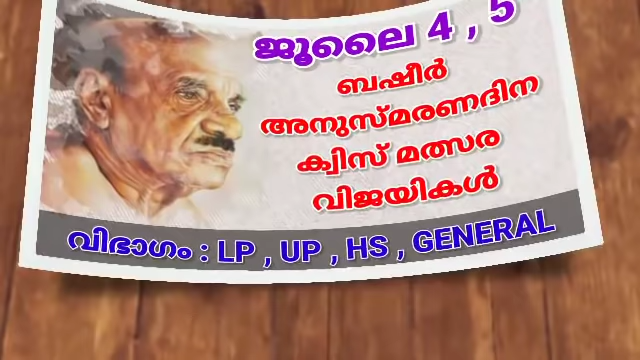 ജൂലൈ 4 , 5
ബഷീർ
അനുസ്മരണദിന
ക്വിസ് മത്സര
വിജയികൾ
വിഭാഗം : LP , UP , HS , GENERAL